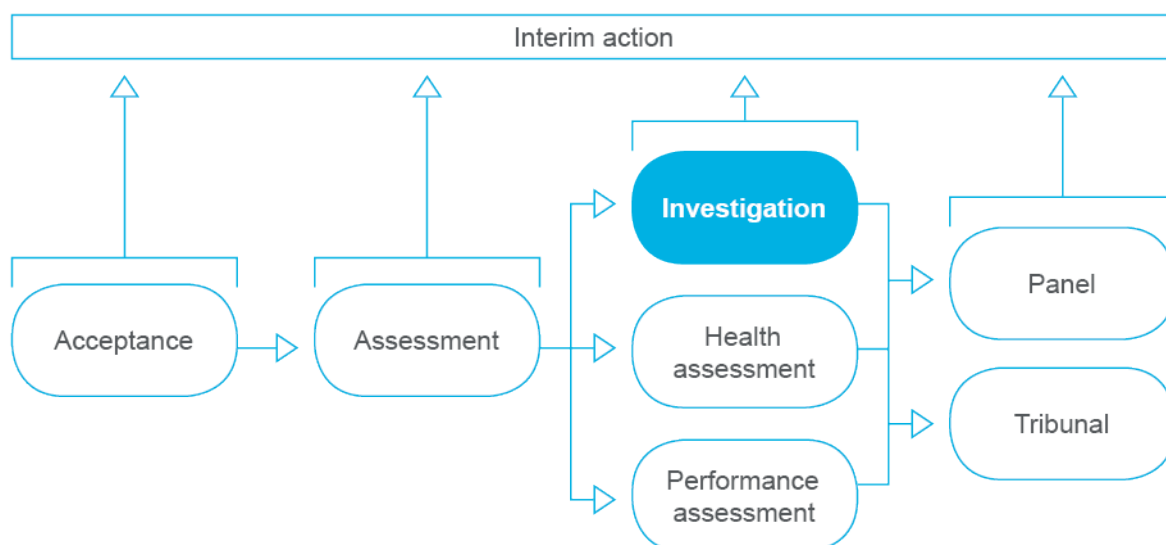 Interim action
Acceptance
Assessment
Investigation
Health
assessment
Performance
assessment
Panel
Tribunal